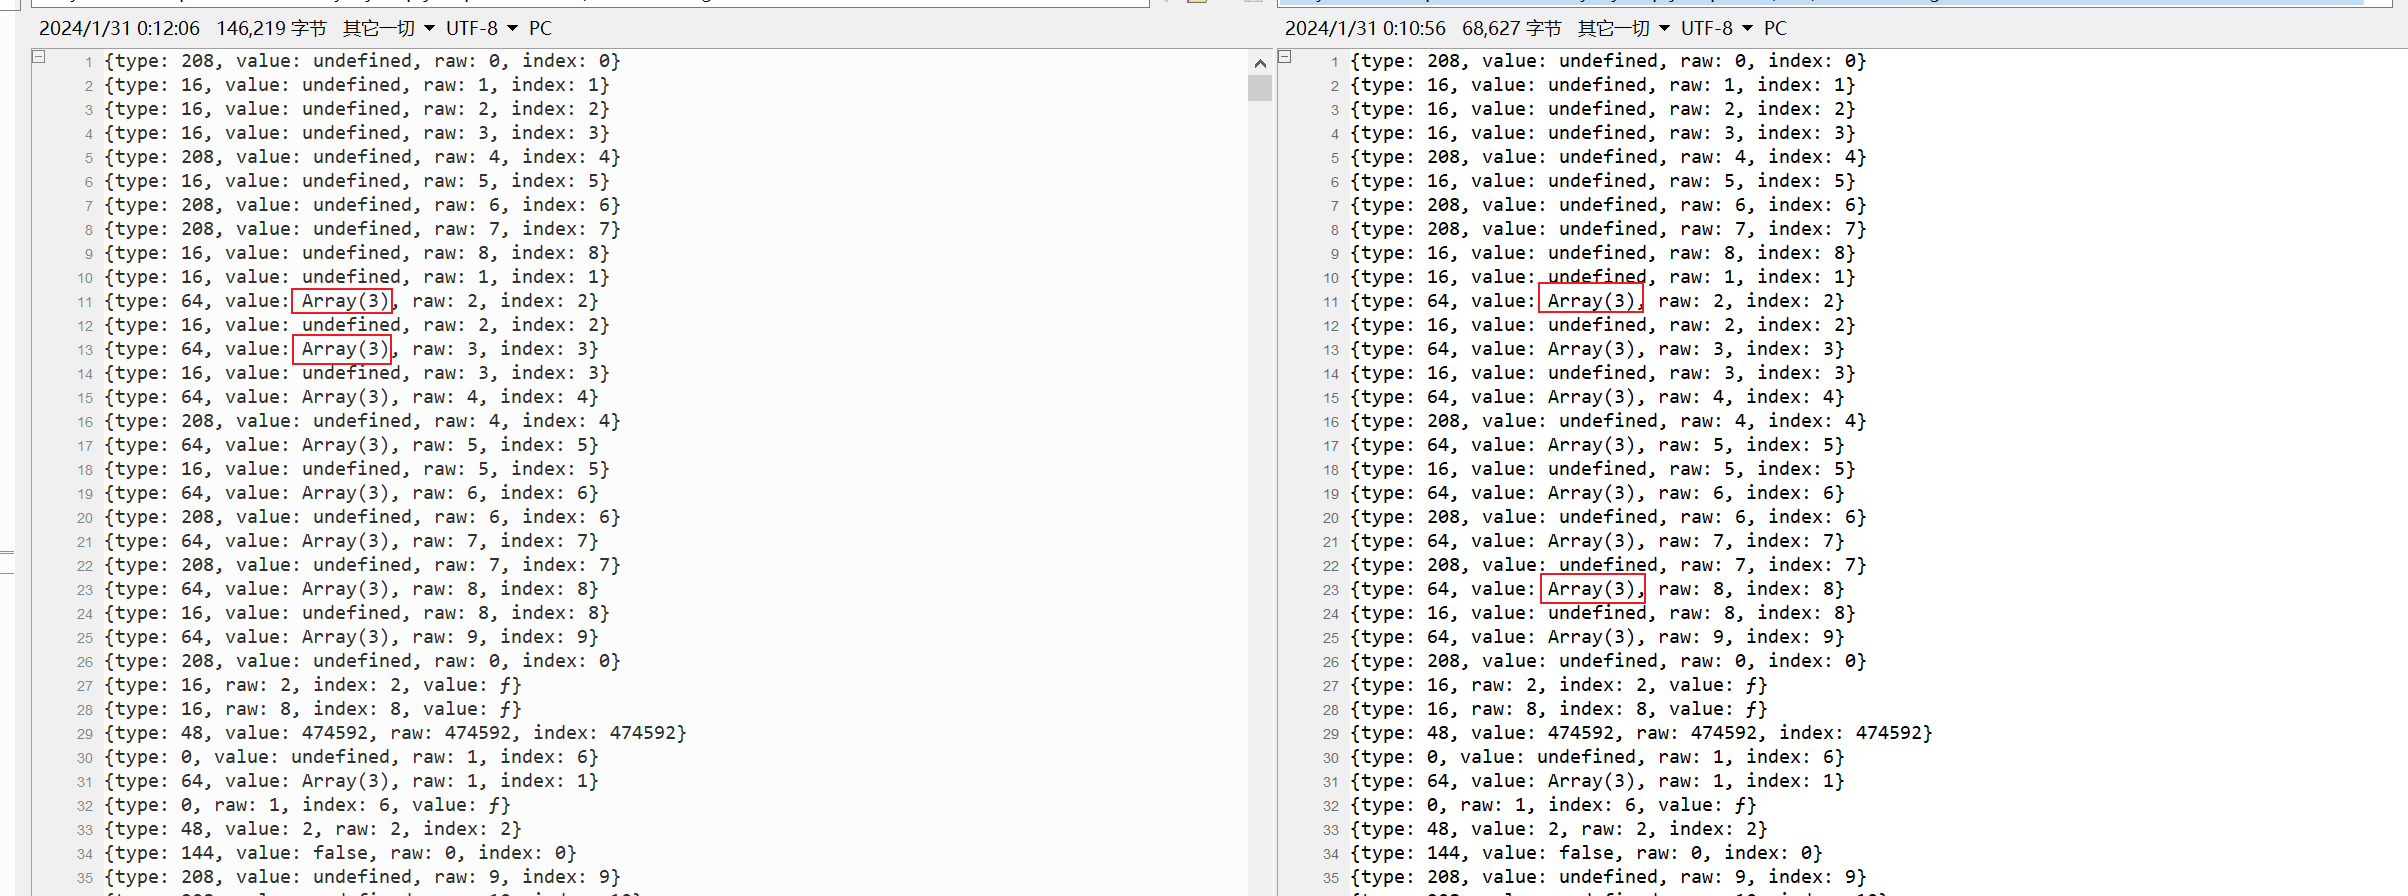 2024/1/31 0:12:06 146,219 字节 其它一切 UTF-8 PC
1 {type: 208, value: undefined, raw: 0, index: 0}
2 {type: 16, value: undefined, raw: 1, index: 1}
3 {type: 16, value: undefined, raw: 2, index: 2}
4 {type: 16, value: undefined, raw: 3, index: 3}
5 {type: 208, value: undefined, raw: 4, index: 4}
6 {type: 16, value: undefined, raw: 5, index: 5}
7 {type: 208, value: undefined, raw: 6, index: 6}
8 {type: 208, value: undefined, raw: 7, index: 7}
9 {type: 16, value: undefined, raw: 8, index: 8}
10 {type: 16, value: undefined, raw: 1, index: 1}
11 {type: 64, value: Array(3), raw: 2, index: 2}
12 {type: 16, value: undefined, raw: 2, index: 2}
13 {type: 64, value: Array(3), raw: 3, index: 3}
14 {type: 16, value: undefined, raw: 3, index: 3}
15 {type: 64, value: Array(3), raw: 4, index: 4}
16 {type: 208, value: undefined, raw: 4, index: 4}
17 {type: 64, value: Array(3), raw: 5, index: 5}
18 {type: 16, value: undefined, raw: 5, index: 5}
19 {type: 64, value: Array(3), raw: 6, index: 6}
20 {type: 208, value: undefined, raw: 6, index: 6}
21 {type: 64, value: Array(3), raw: 7, index: 7}
22 {type: 208, value: undefined, raw: 7, index: 7}
23 {type: 64, value: Array(3), raw: 8, index: 8}
24 {type: 16, value: undefined, raw: 8, index: 8}
25 {type: 64, value: Array(3), raw: 9, index: 9}
26 {type: 208, value: undefined, raw: 0, index: 0}
27 {type: 16, raw: 2, index: 2, value: ƒ}
28 {type: 16, raw: 8, index: 8, value: ƒ}
29 {type: 48, value: 474592, raw: 474592, index: 474592}
30 {type: 0, value: undefined, raw: 1, index: 6}
31 {type: 64, value: Array(3), raw: 1, index: 1}
32 {type: 0, raw: 1, index: 6, value: ƒ}
33 {type: 48, value: 2, raw: 2, index: 2}
34 {type: 144, value: false, raw: 0, index: 0}
35 {type: 208, value: undefined, raw: 9, index: 9}
2024/1/31 0:10:56 68,627 字节 其它一切 UTF-8 PC
1 {type: 208, value: undefined, raw: 0, index: 0}
2 {type: 16, value: undefined, raw: 1, index: 1}
3 {type: 16, value: undefined, raw: 2, index: 2}
4 {type: 16, value: undefined, raw: 3, index: 3}
5 {type: 208, value: undefined, raw: 4, index: 4}
6 {type: 16, value: undefined, raw: 5, index: 5}
7 {type: 208, value: undefined, raw: 6, index: 6}
8 {type: 208, value: undefined, raw: 7, index: 7}
9 {type: 16, value: undefined, raw: 8, index: 8}
10 {type: 16, value: undefined, raw: 1, index: 1}
11 {type: 64, value: Array(3), raw: 2, index: 2}
12 {type: 16, value: undefined, raw: 2, index: 2}
13 {type: 64, value: Array(3), raw: 3, index: 3}
14 {type: 16, value: undefined, raw: 3, index: 3}
15 {type: 64, value: Array(3), raw: 4, index: 4}
16 {type: 208, value: undefined, raw: 4, index: 4}
17 {type: 64, value: Array(3), raw: 5, index: 5}
18 {type: 16, value: undefined, raw: 5, index: 5}
19 {type: 64, value: Array(3), raw: 6, index: 6}
20 {type: 208, value: undefined, raw: 6, index: 6}
21 {type: 64, value: Array(3), raw: 7, index: 7}
22 {type: 208, value: undefined, raw: 7, index: 7}
23 {type: 64, value: Array(3), raw: 8, index: 8}
24 {type: 16, value: undefined, raw: 8, index: 8}
25 {type: 64, value: Array(3), raw: 9, index: 9}
26 {type: 208, value: undefined, raw: 0, index: 0}
27 {type: 16, raw: 2, index: 2, value: ƒ}
28 {type: 16, raw: 8, index: 8, value: ƒ}
29 {type: 48, value: 474592, raw: 474592, index: 474592}
30 {type: 0, value: undefined, raw: 1, index: 6}
31 {type: 64, value: Array(3), raw: 1, index: 1}
32 {type: 0, raw: 1, index: 6, value: ƒ}
33 {type: 48, value: 2, raw: 2, index: 2}
34 {type: 144, value: false, raw: 0, index: 0}
35 {type: 208, value: undefined, raw: 9, index: 9}